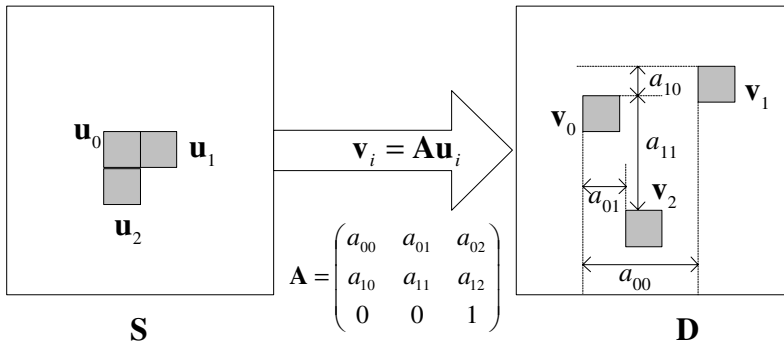 u₀
u₁
u₂
S
vᵢ = Auᵢ
A = ( a₀₀ a₀₁ a₀₂
a₁₀ a₁₁ a₁₂
0 0 1 )
a₁₀
v₁
v₀
a₁₁
v₂
a₀₁
a₀₀
D